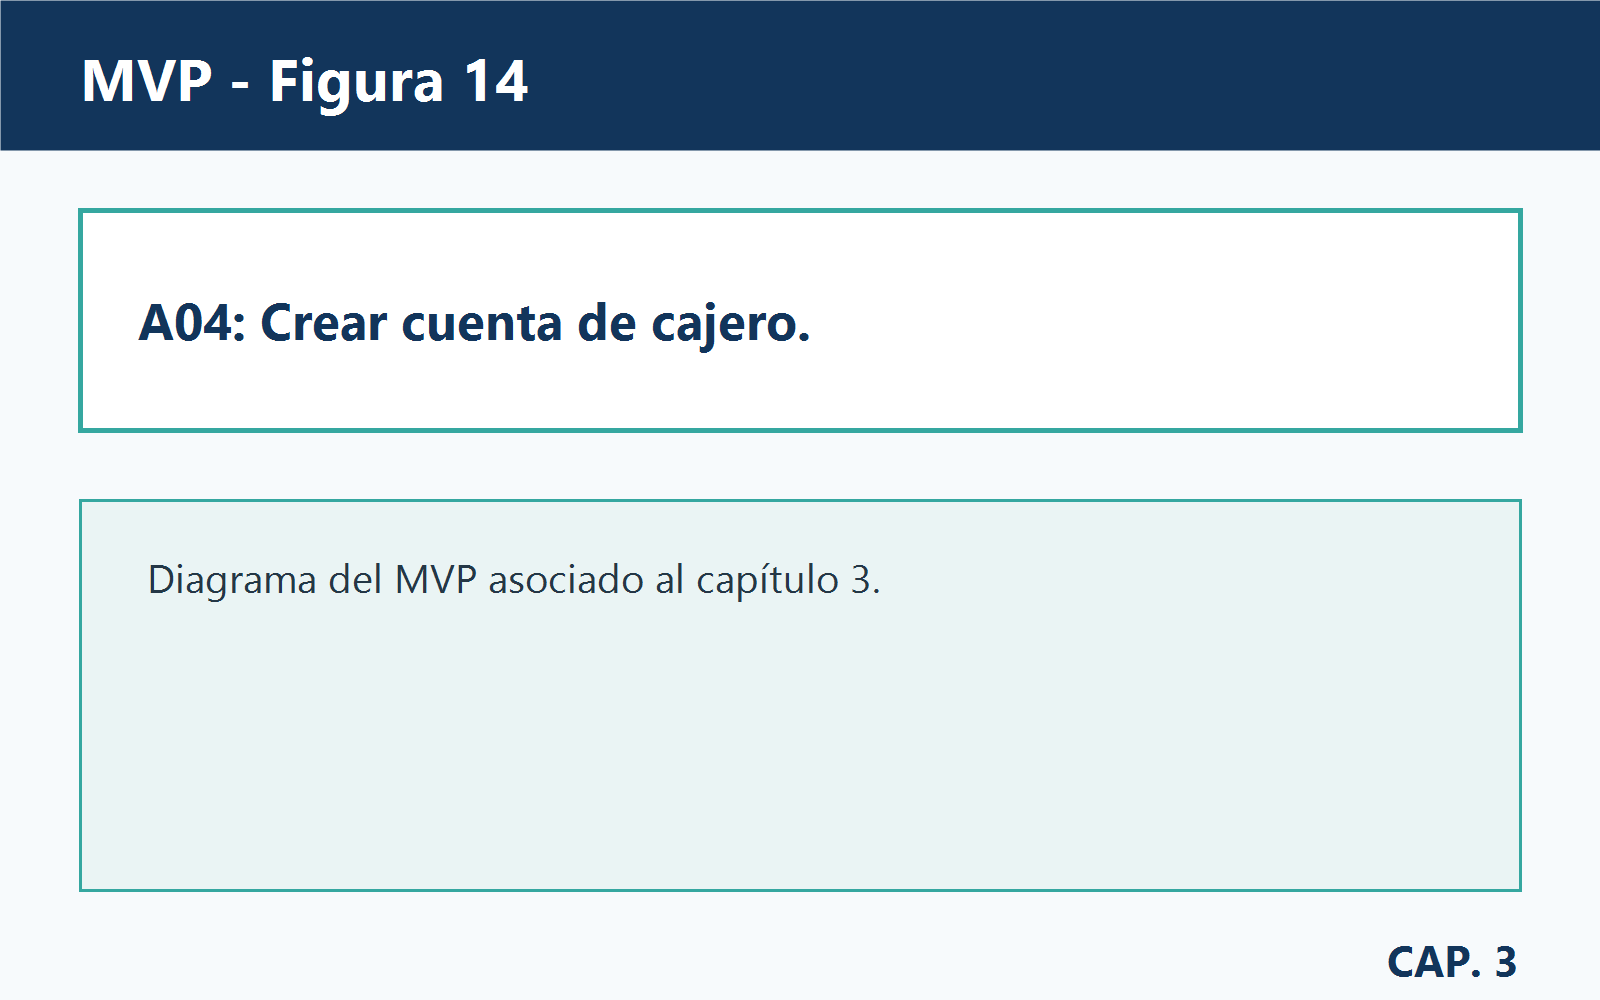 MVP - Figura 14
A04: Crear cuenta de cajero.
Diagrama del MVP asociado al capítulo 3.
CAP. 3